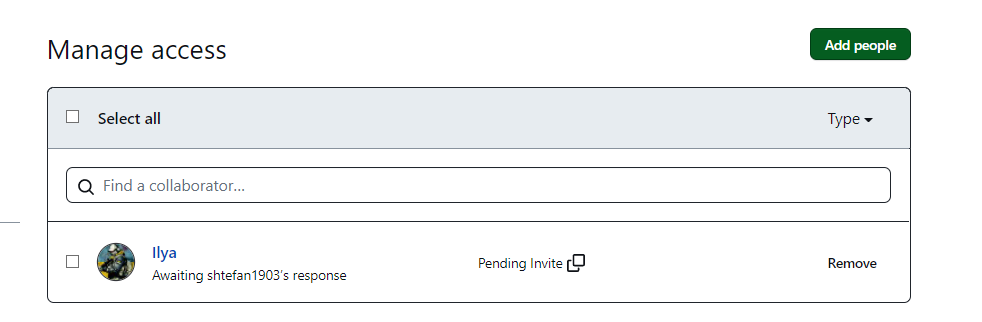 Manage access
Add people
Select all
Type
Find a collaborator...
Ilya
Awaiting shtefan1903's response
Pending Invite
Remove